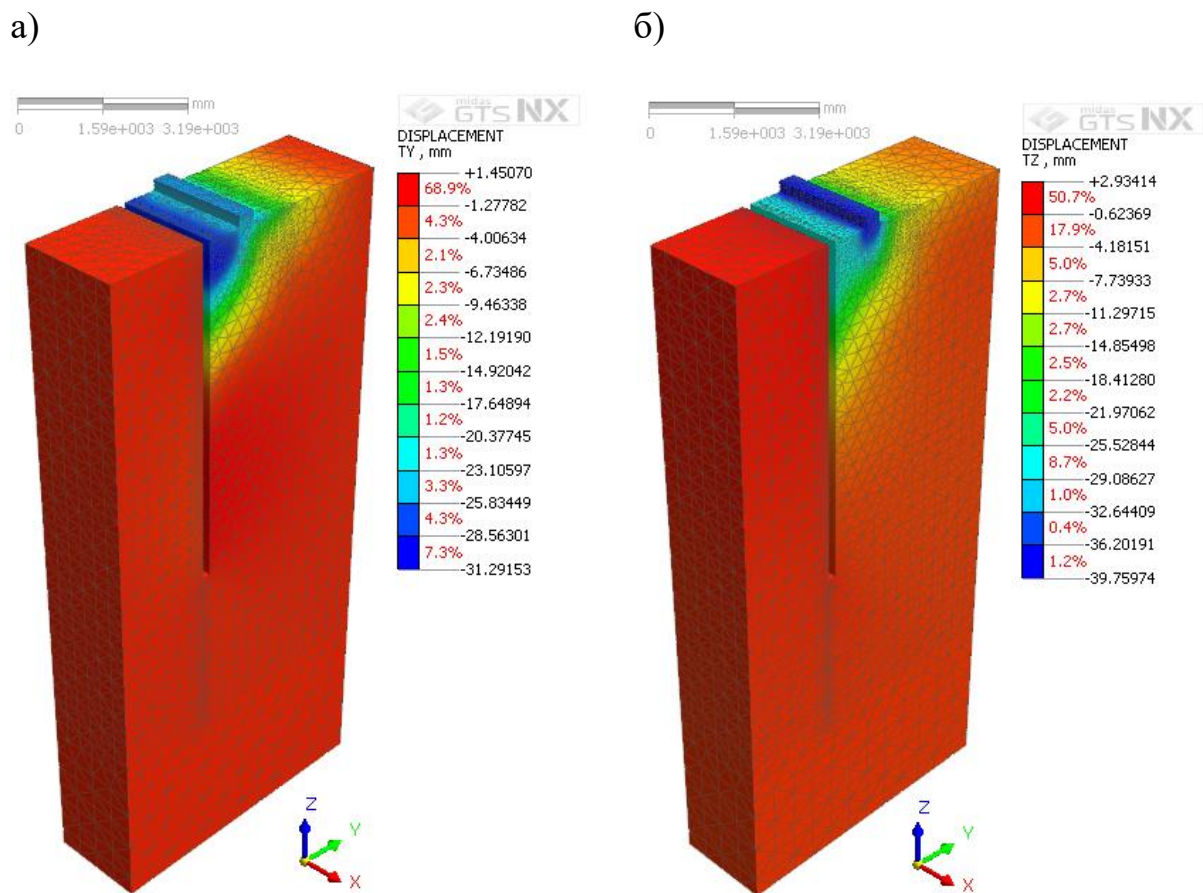 а)
б)
mm
0 1.59e+003 3.19e+003
midas
GTS NX
DISPLACEMENT
TY , mm
+1.45070
68.9%
-1.27782
4.3%
-4.00634
2.1%
-6.73486
2.3%
-9.46338
2.4%
-12.19190
1.5%
-14.92042
1.3%
-17.64894
1.2%
-20.37745
1.3%
-23.10597
3.3%
-25.83449
4.3%
-28.56301
7.3%
-31.29153
Z
Y
X
mm
0 1.59e+003 3.19e+003
midas
GTS NX
DISPLACEMENT
TZ , mm
+2.93414
50.7%
-0.62369
17.9%
-4.18151
5.0%
-7.73933
2.7%
-11.29715
2.7%
-14.85498
2.5%
-18.41280
2.2%
-21.97062
5.0%
-25.52844
8.7%
-29.08627
1.0%
-32.64409
0.4%
-36.20191
1.2%
-39.75974
Z
Y
X